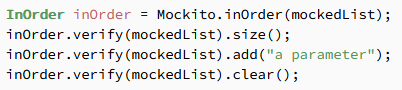 InOrder inOrder = Mockito.inOrder(mockedList);
inOrder.verify(mockedList).size();
inOrder.verify(mockedList).add("a parameter");
inOrder.verify(mockedList).clear();